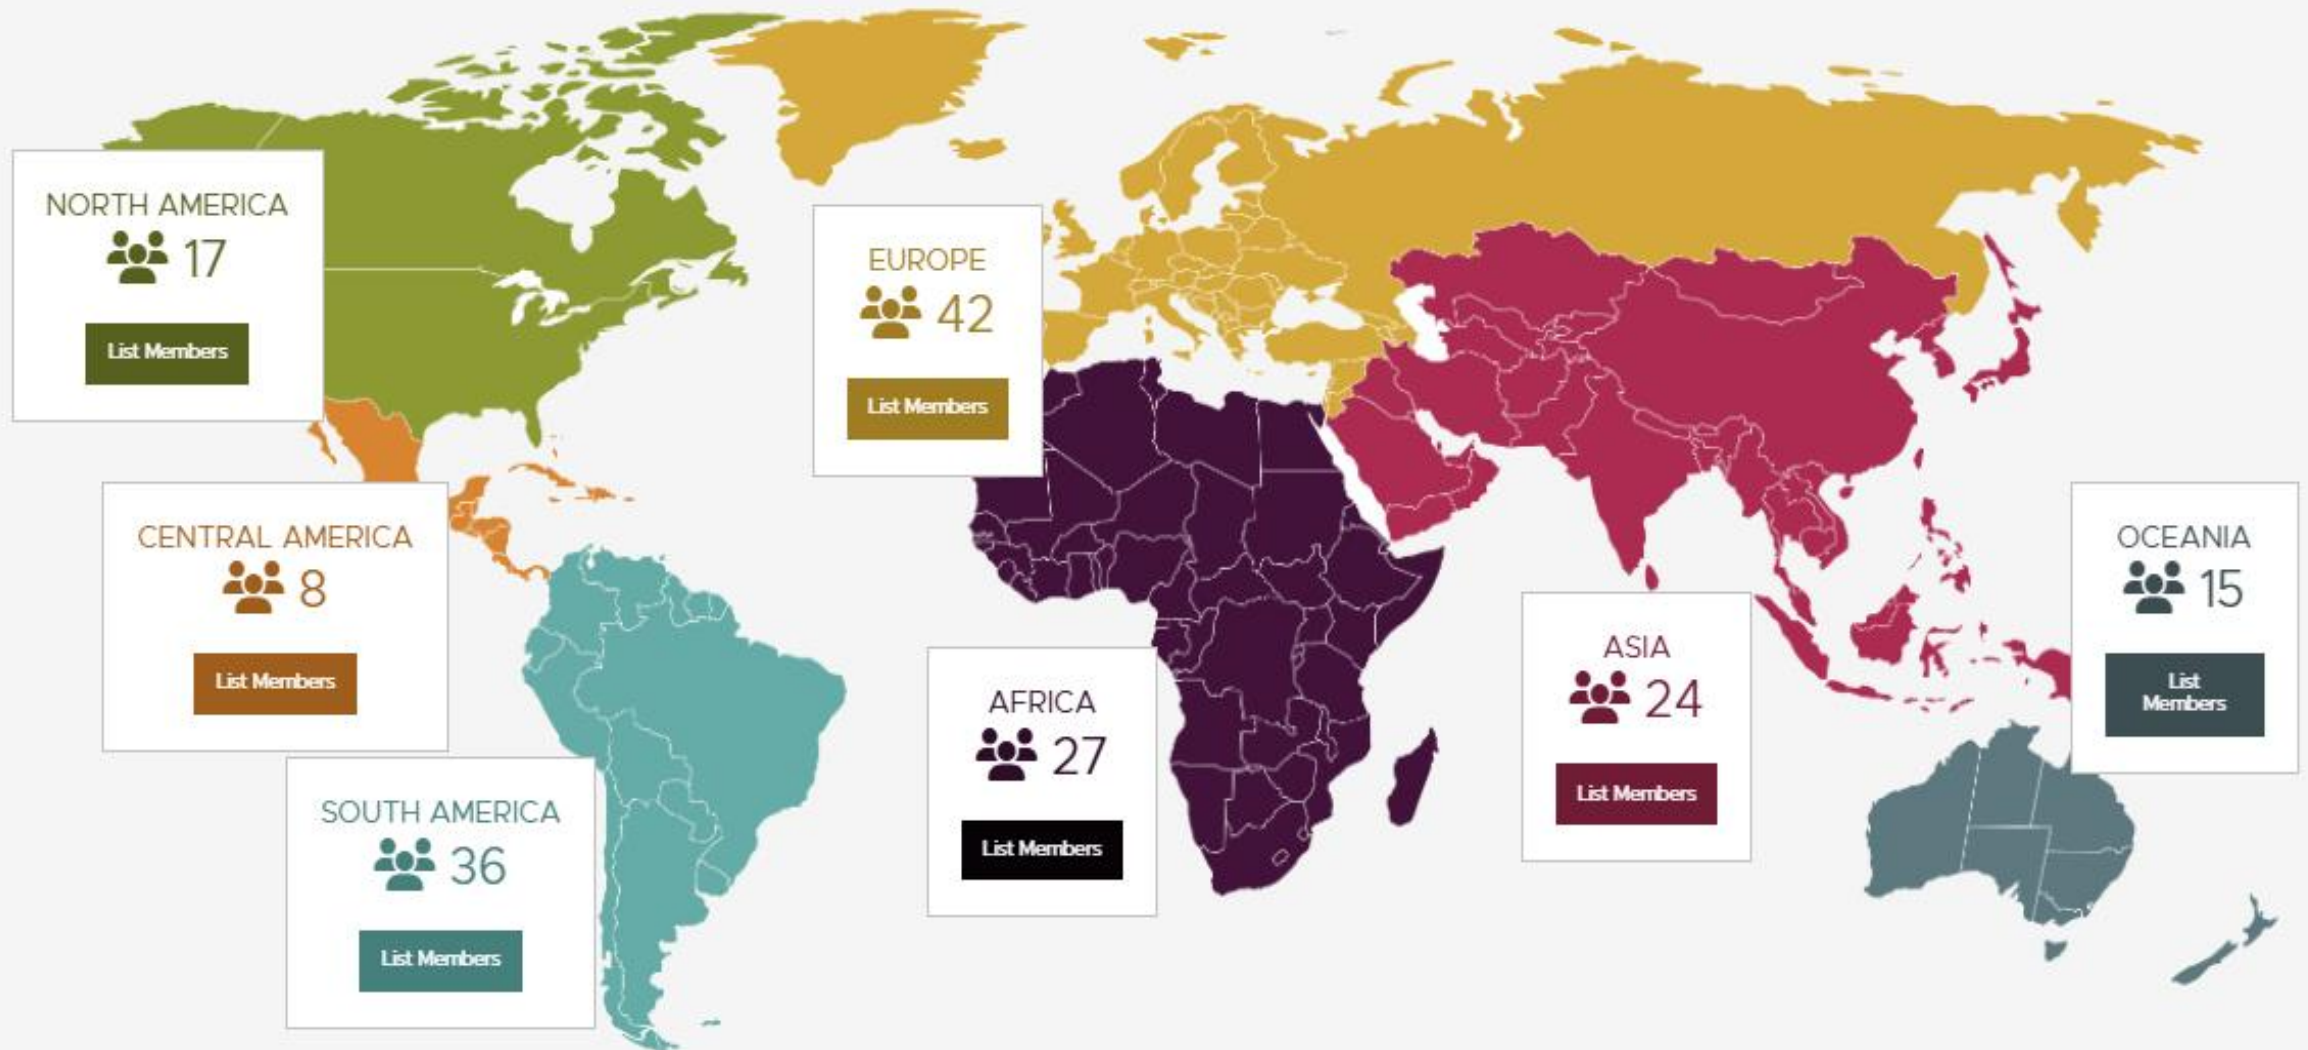 NORTH AMERICA
17
List Members
EUROPE
42
List Members
CENTRAL AMERICA
8
List Members
SOUTH AMERICA
36
List Members
AFRICA
27
List Members
ASIA
24
List Members
OCEANIA
15
List
Members